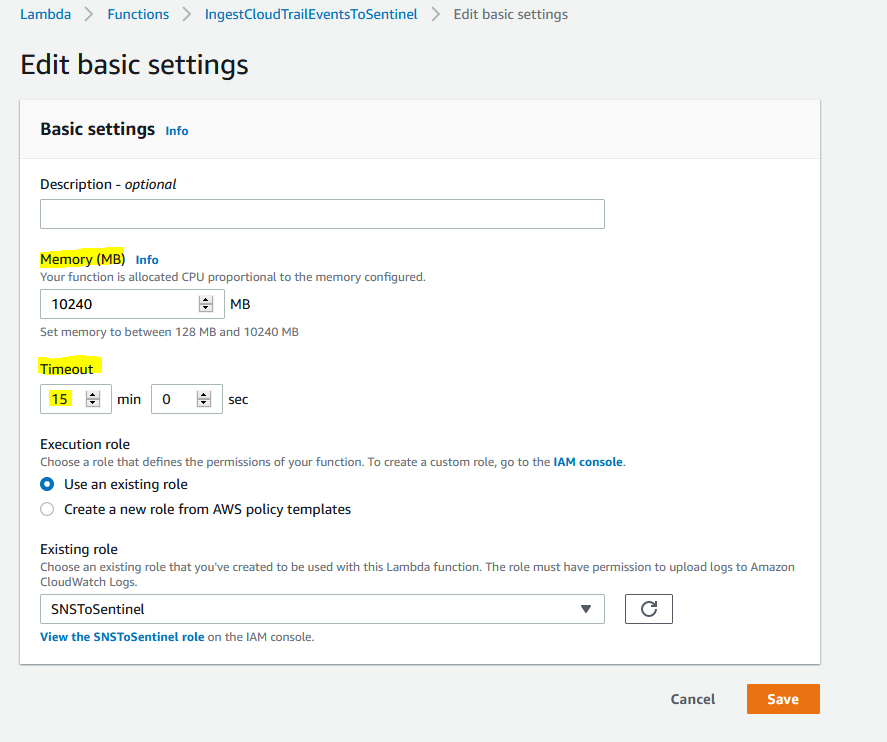 Lambda > Functions > IngestCloudTrailEventsToSentinel > Edit basic settings
Edit basic settings
Basic settings Info
Description - optional
Memory (MB) Info
Your function is allocated CPU proportional to the memory configured.
10240 MB
Set memory to between 128 MB and 10240 MB
Timeout
15 min 0 sec
Execution role
Choose a role that defines the permissions of your function. To create a custom role, go to the IAM console.
Use an existing role
Create a new role from AWS policy templates
Existing role
Choose an existing role that you've created to be used with this Lambda function. The role must have permission to upload logs to Amazon
CloudWatch Logs.
SNSToSentinel
View the SNSToSentinel role on the IAM console.
Cancel Save